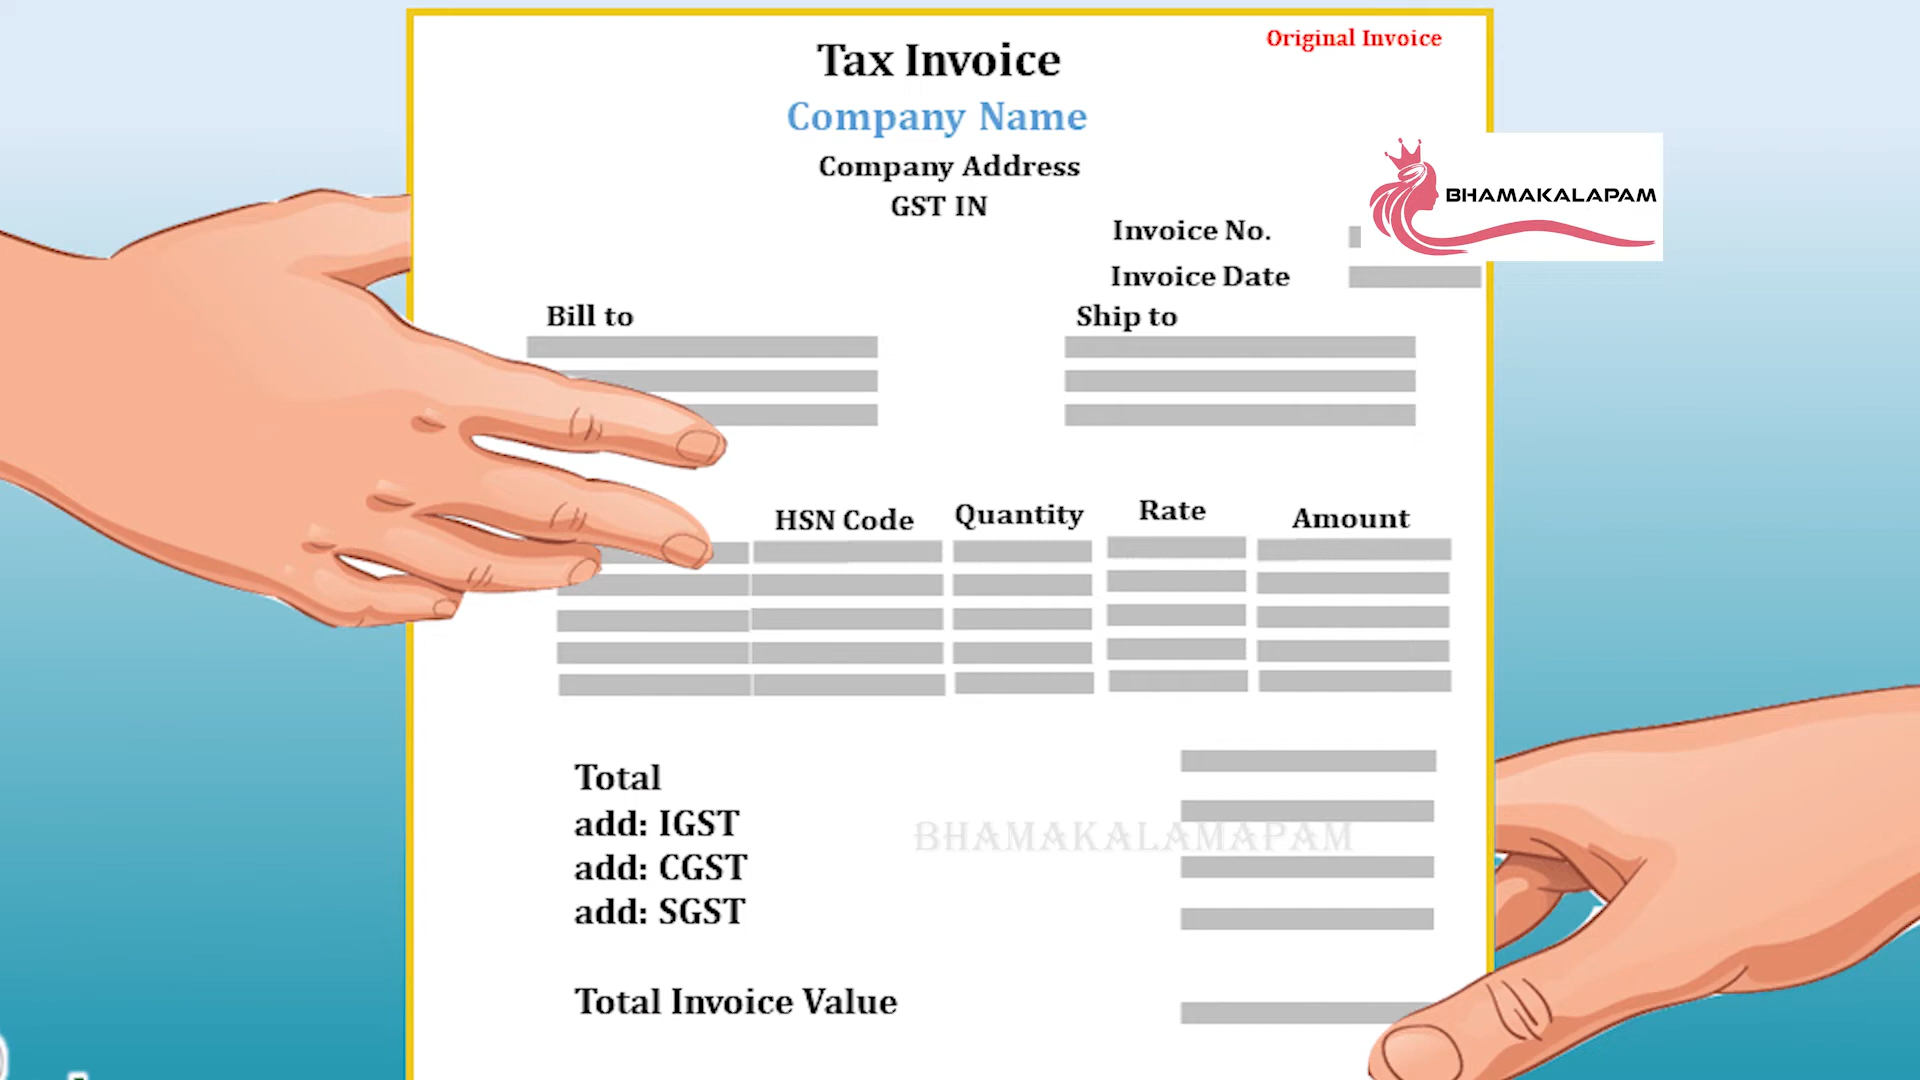 Original Invoice
Tax Invoice
Company Name
Company Address
GST IN
BHAMAKALAPAM
Invoice No.
Invoice Date
Bill to
Ship to
HSN Code Quantity Rate Amount
Total
add: IGST
BHAMAKALAMAPAM
add: CGST
add: SGST
Total Invoice Value